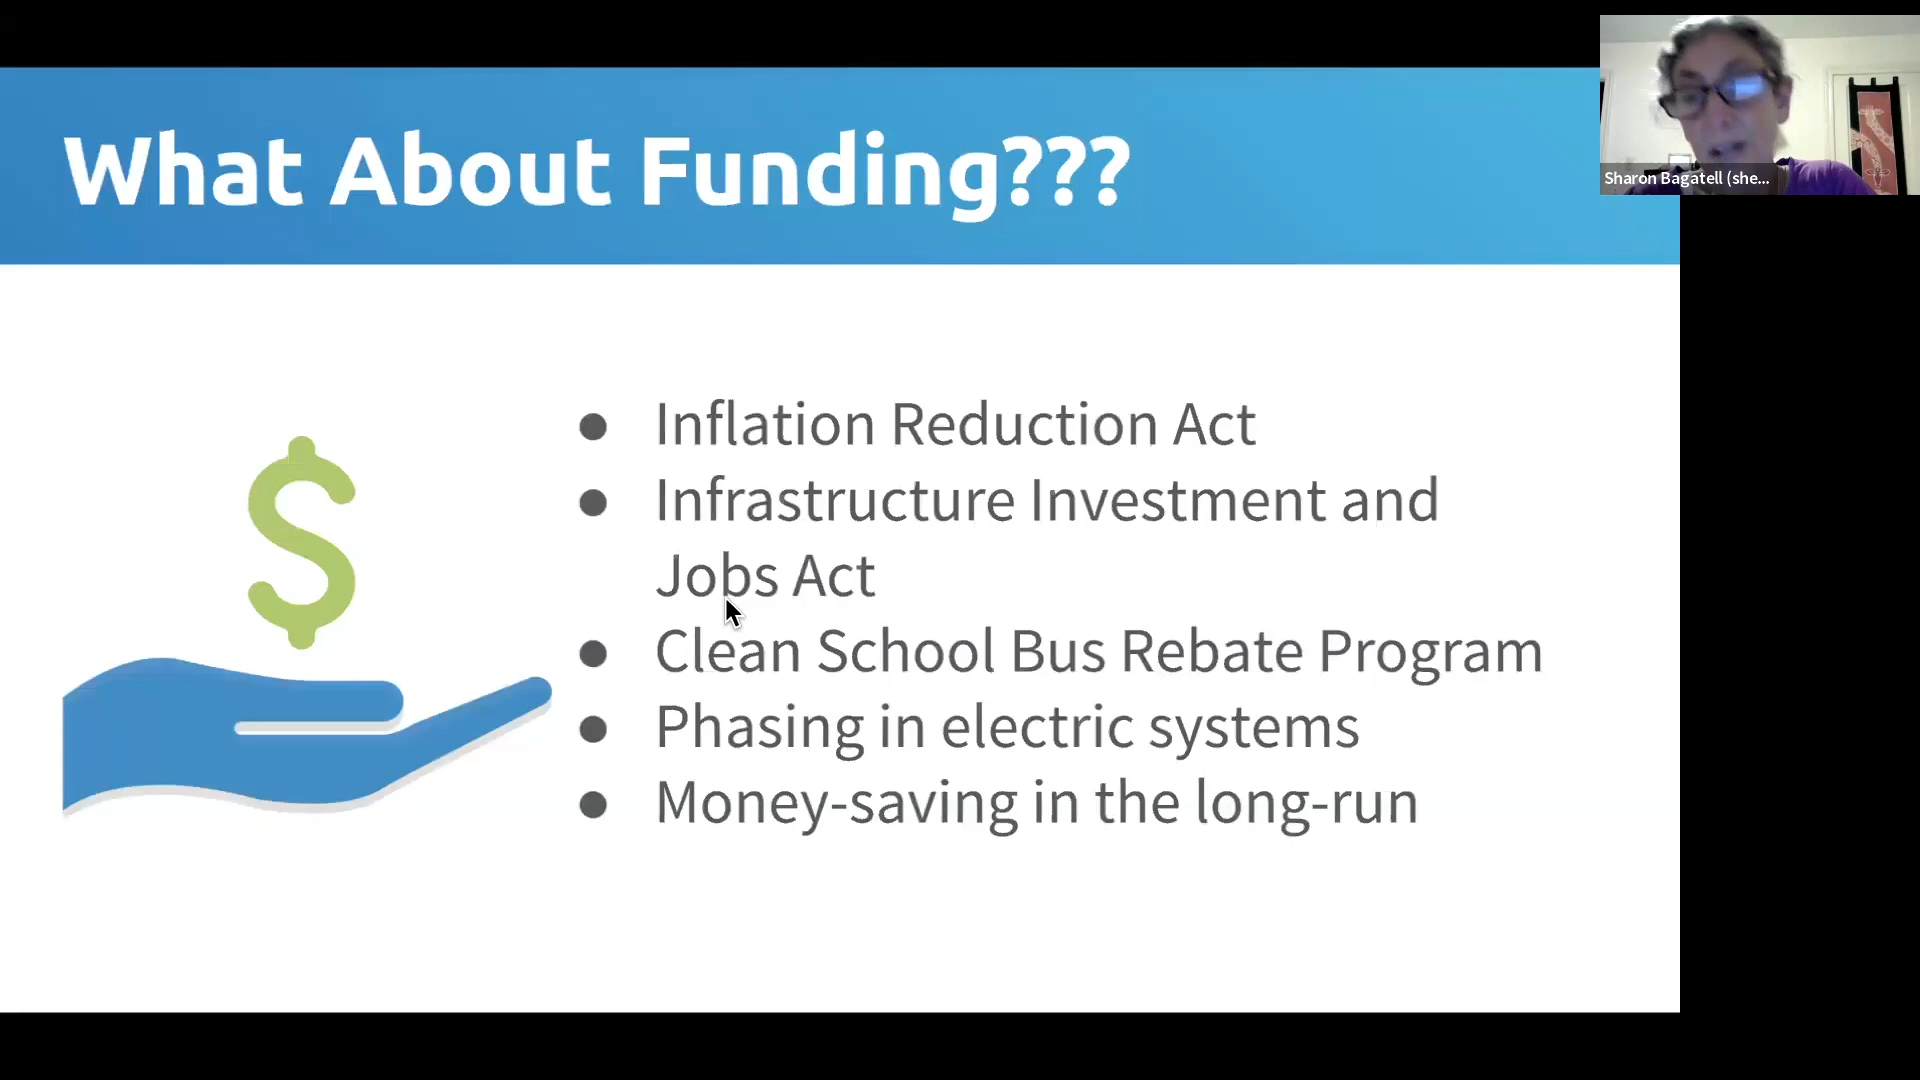 What About Funding???
Sharon Bagatell (she...
● Inflation Reduction Act
● Infrastructure Investment and
Jobs Act
● Clean School Bus Rebate Program
● Phasing in electric systems
● Money-saving in the long-run